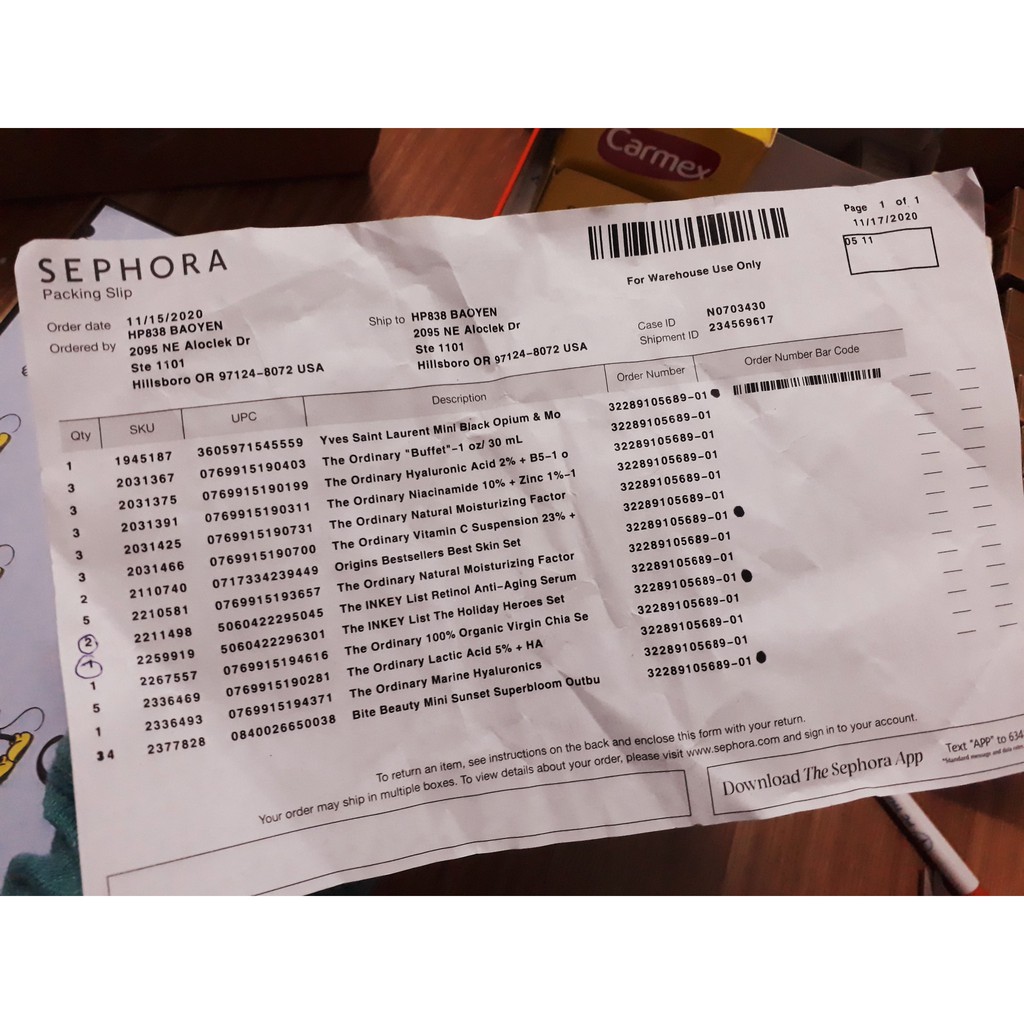 Carmex
SEPHORA
Packing Slip
Page 1 of 1
11/17/2020
05 11
For Warehouse Use Only
Order date 11/15/2020
Ordered by HP838 BAOYEN
2095 NE Aloclek Dr
Ste 1101
Hillsboro OR 97124-8072 USA
Ship to HP838 BAOYEN
2095 NE Aloclek Dr
Ste 1101
Hillsboro OR 97124-8072 USA
Case ID N0703430
Shipment ID 234569617
Qty SKU UPC Description Order Number Order Number Bar Code
1 1945187 3605971545559 Yves Saint Laurent Mini Black Opium & Mo 32289105689-01
3 2031367 0769915190403 The Ordinary "Buffet"-1 oz/ 30 mL 32289105689-01
3 2031375 0769915190199 The Ordinary Hyaluronic Acid 2% + B5-1 o 32289105689-01
3 2031391 0769915190311 The Ordinary Niacinamide 10% + Zinc 1%-1 32289105689-01
3 2031425 0769915190731 The Ordinary Natural Moisturizing Factor 32289105689-01
3 2031466 0769915190700 The Ordinary Vitamin C Suspension 23% + 32289105689-01
2 2110740 0717334239449 Origins Bestsellers Best Skin Set 32289105689-01
5 2210581 0769915193657 The Ordinary Natural Moisturizing Factor 32289105689-01
2 2211498 5060422295045 The INKEY List Retinol Anti-Aging Serum 32289105689-01
1 2259919 5060422296301 The INKEY List The Holiday Heroes Set 32289105689-01
1 2267557 0769915194616 The Ordinary 100% Organic Virgin Chia Se 32289105689-01
5 2336469 0769915190281 The Ordinary Lactic Acid 5% + HA 32289105689-01
1 2336493 0769915194371 The Ordinary Marine Hyaluronics 32289105689-01
34 2377828 0840026650038 Bite Beauty Mini Sunset Superbloom Outbu 32289105689-01
To return an item, see instructions on the back and enclose this form with your return.
Your order may ship in multiple boxes. To view details about your order, please visit www.sephora.com and sign in to your account.
Download The Sephora App
Text "APP" to 634
*Standard message and data rates